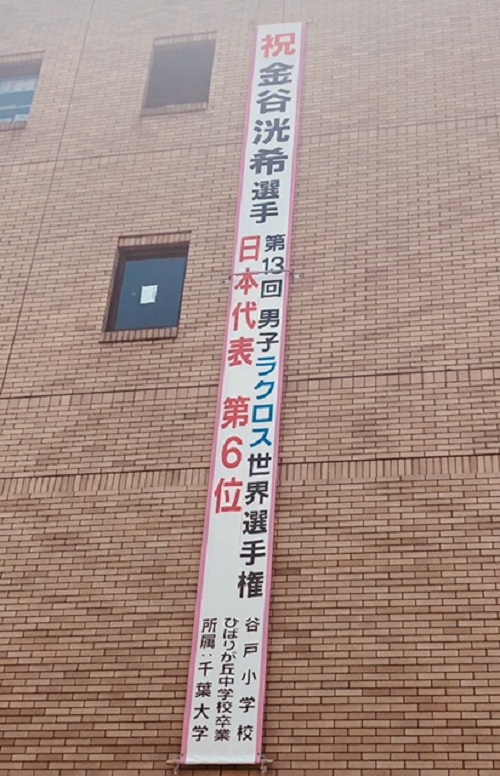 祝 金谷洸希選手
第13回 男子ラクロス世界選手権
日本代表 第6位
谷戸小学校
ひばりが丘中学校卒業
所属:千葉大学